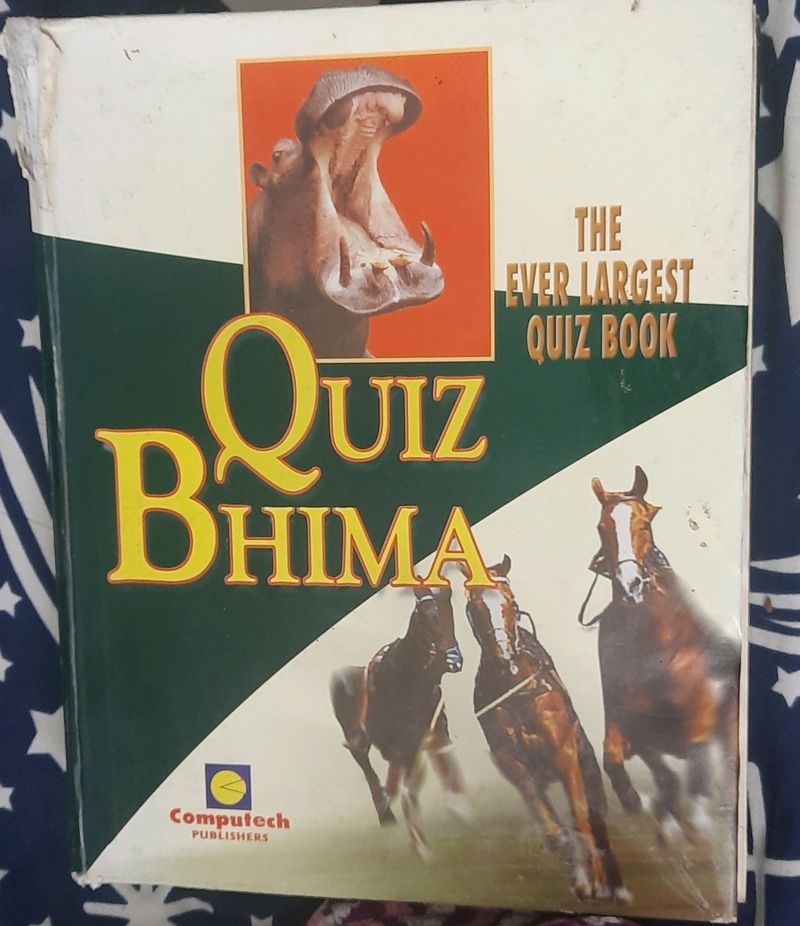 THE
EVER LARGEST
QUIZ BOOK
QUIZ
BHIMA
Computech
PUBLISHERS